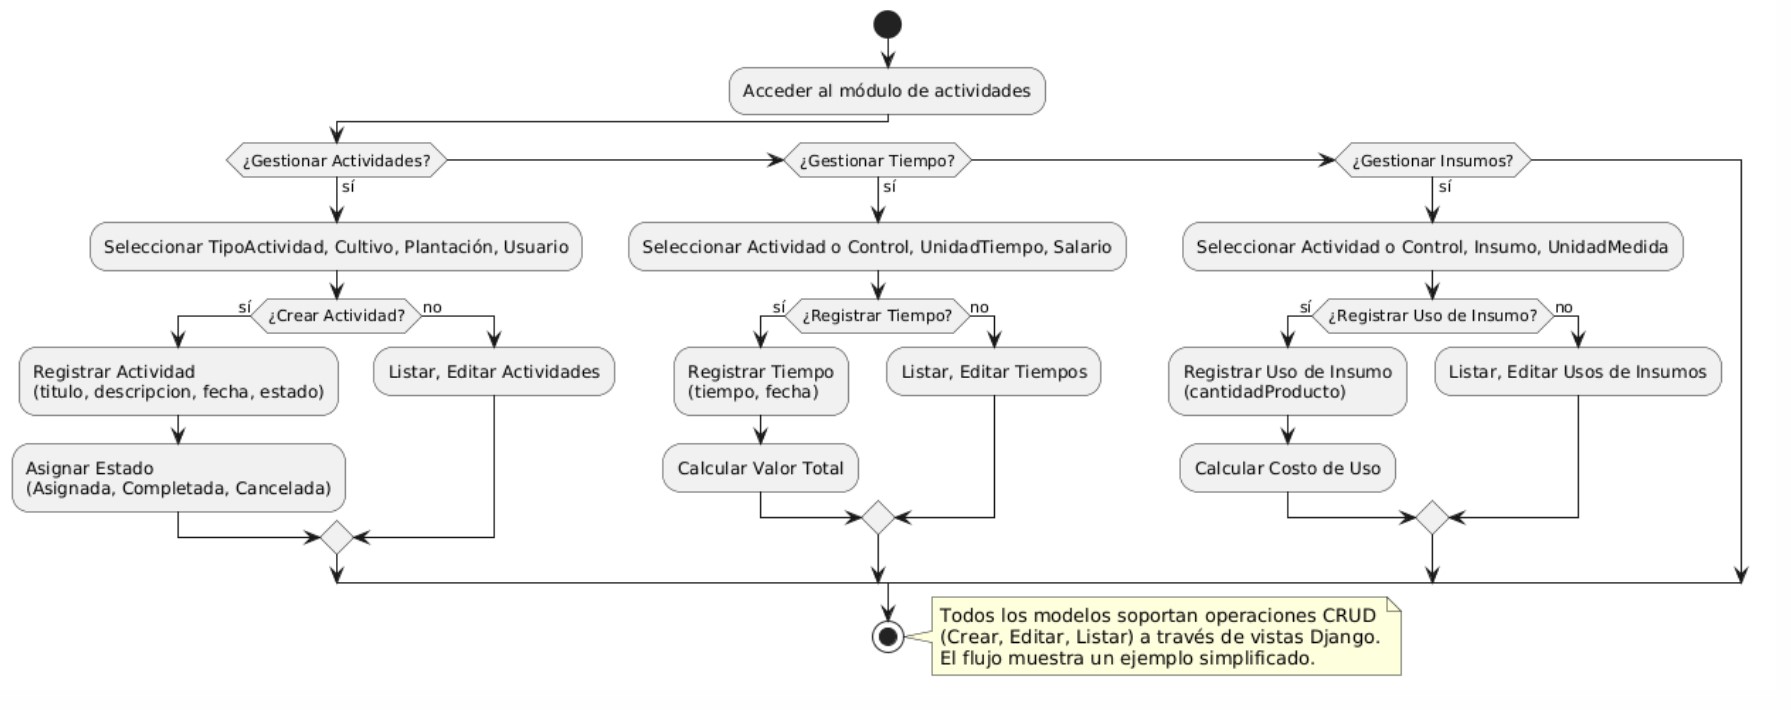 Acceder al módulo de actividades
¿Gestionar Actividades?
¿Gestionar Tiempo?
¿Gestionar Insumos?
sí
sí
sí
Seleccionar TipoActividad, Cultivo, Plantación, Usuario
Seleccionar Actividad o Control, UnidadTiempo, Salario
Seleccionar Actividad o Control, Insumo, UnidadMedida
sí
¿Crear Actividad?
no
sí
¿Registrar Tiempo?
no
sí
¿Registrar Uso de Insumo?
no
Registrar Actividad
(titulo, descripcion, fecha, estado)
Listar, Editar Actividades
Registrar Tiempo
(tiempo, fecha)
Listar, Editar Tiempos
Registrar Uso de Insumo
(cantidadProducto)
Listar, Editar Usos de Insumos
Asignar Estado
(Asignada, Completada, Cancelada)
Calcular Valor Total
Calcular Costo de Uso
Todos los modelos soportan operaciones CRUD
(Crear, Editar, Listar) a través de vistas Django.
El flujo muestra un ejemplo simplificado.